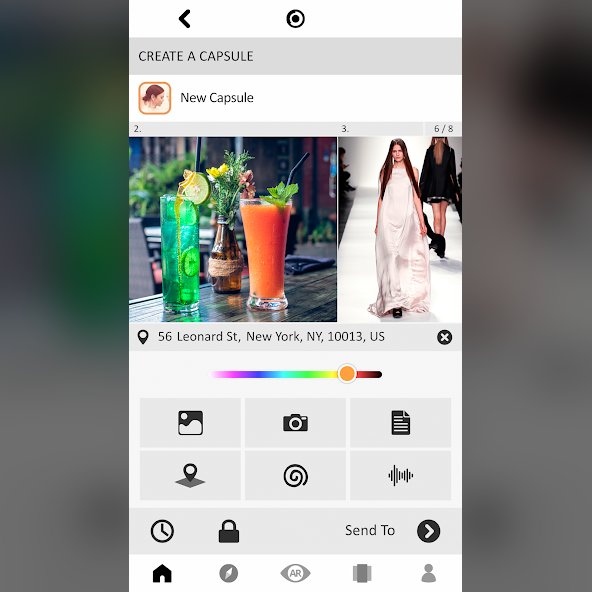 CREATE A CAPSULE
New Capsule
2. 3. 6 / 8
56 Leonard St, New York, NY, 10013, US
Send To
AR